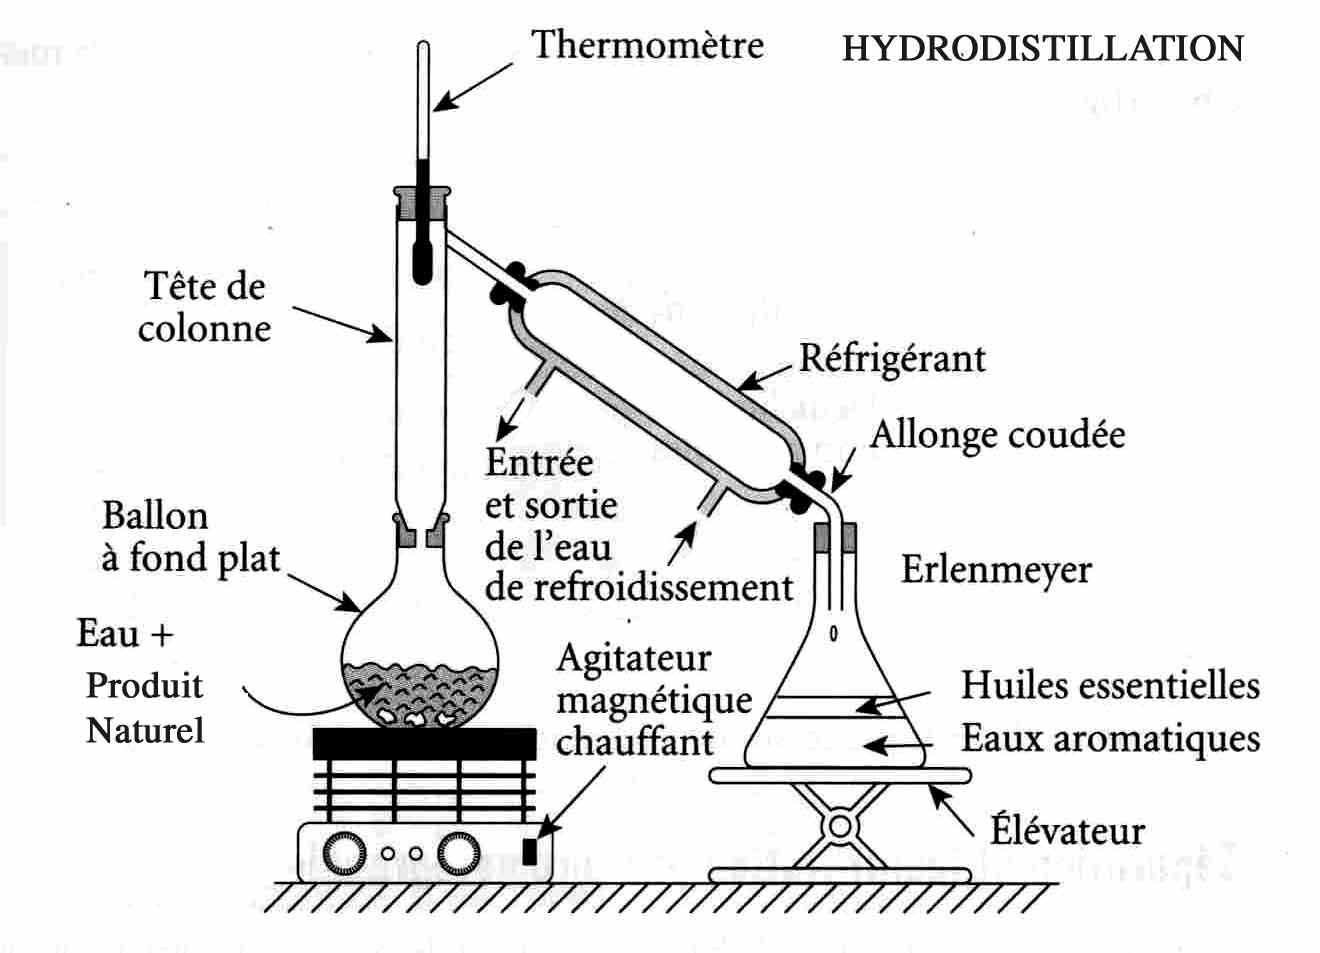 Thermomètre
HYDRODISTILLATION
Tête de
colonne
Réfrigérant
Allonge coudée
Entrée
et sortie
de l'eau
de refroidissement
Ballon
à fond plat
Erlenmeyer
Eau +
Produit
Naturel
Agitateur
magnétique
chauffant
Huiles essentielles
Eaux aromatiques
Élévateur